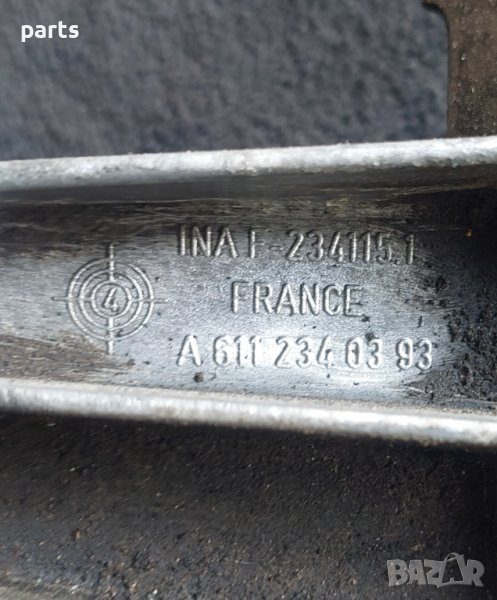 parts
INA F-234115.1
4
FRANCE
A 611 234 03 93
BAZAR